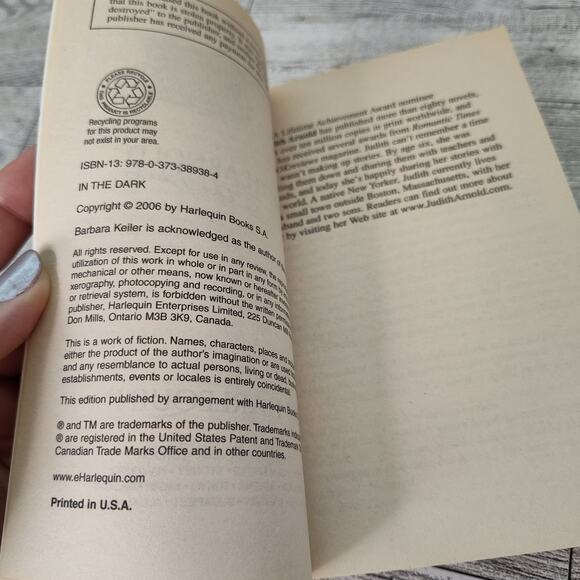 this book
that this book is stolen property
destroyed" to the publisher
publisher has received any payment
PLEASE RECYCLE
THIS PRODUCT IS RECYCLABLE
Recycling programs
for this product may
not exist in your area.
ISBN-13: 978-0-373-38938-4
IN THE DARK
Copyright © 2006 by Harlequin Books S.A.
Barbara Keiler is acknowledged as the author of
All rights reserved. Except for use in any review, the
utilization of this work in whole or in part in any form
mechanical or other means, now known or hereafter
xerography, photocopying and recording, or in any
or retrieval system, is forbidden without the written
publisher, Harlequin Enterprises Limited, 225 Duncan
Don Mills, Ontario M3B 3K9, Canada.
This is a work of fiction. Names, characters, places and
either the product of the author's imagination or are used
and any resemblance to actual persons, living or dead,
establishments, events or locales is entirely coincidental.
This edition published by arrangement with Harlequin Books
® and TM are trademarks of the publisher. Trademarks
® are registered in the United States Patent and Trademark
Canadian Trade Marks Office and in other countries.
www.eHarlequin.com
Printed in U.S.A.
A Lifetime Achievement Award nominee
Arnold has published more than eighty novels.
ten million copies in print worldwide, and
received several awards from Romantic Times
magazine. Judith can't remember a time
wasn't making up stories. By age six, she was
them down and sharing them with teachers and
and today she's happily sharing her stories with
world. A native New Yorker, Judith currently lives
small town outside Boston, Massachusetts, with her
and two sons. Readers can find out more about
by visiting her Web site at www.JudithArnold.com.